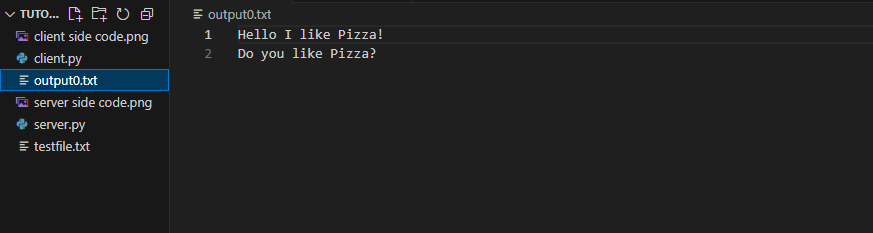 TUTO...
client side code.png
client.py
output0.txt
server side code.png
server.py
testfile.txt
output0.txt
1 Hello I like Pizza!
2 Do you like Pizza?